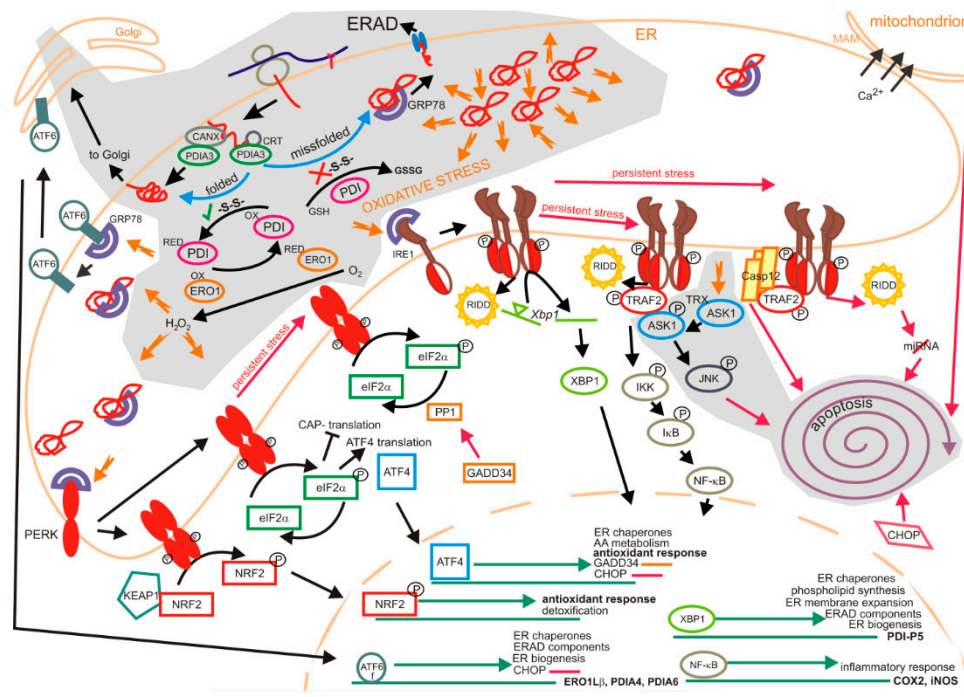 Golgi
ERAD
ER
mitochondrion
MAM
Ca2+
GRP78
ATF6
CANX
CRT
PDIA3
PDIA3
missfolded
to Golgi
folded
-S-S-
GSSG
PDI
GSH
OXIDATIVE STRESS
persistent stress
ATF6
GRP78
-S-S-
OX
PDI
RED
PDI
RED
ERO1
OX
ERO1
O2
IRE1
persistent stress
P
P
P
P
P
P
ATF6
H2O2
RIDD
Xbp1
RIDD
TRAF2
P
P
ASK1
TRX
ASK1
Casp12
TRAF2
P
RIDD
miRNA
persistent stress
P
P
eIF2α
P
eIF2α
PP1
XBP1
IKK
P
JNK
P
apoptosis
CAP- translation
ATF4 translation
IκB
P
P
P
eIF2α
P
eIF2α
ATF4
GADD34
NF-κB
PERK
P
P
NRF2
P
KEAP1
NRF2
CHOP
ATF4
ER chaperones
AA metabolism
antioxidant response
GADD34
CHOP
NRF2
P
antioxidant response
detoxification
XBP1
ER chaperones
phospholipid synthesis
ER membrane expansion
ERAD components
ER biogenesis
PDI-P5
ATF6
f
ER chaperones
ERAD components
ER biogenesis
CHOP
ERO1Lβ, PDIA4, PDIA6
NF-κB
inflammatory response
COX2, iNOS